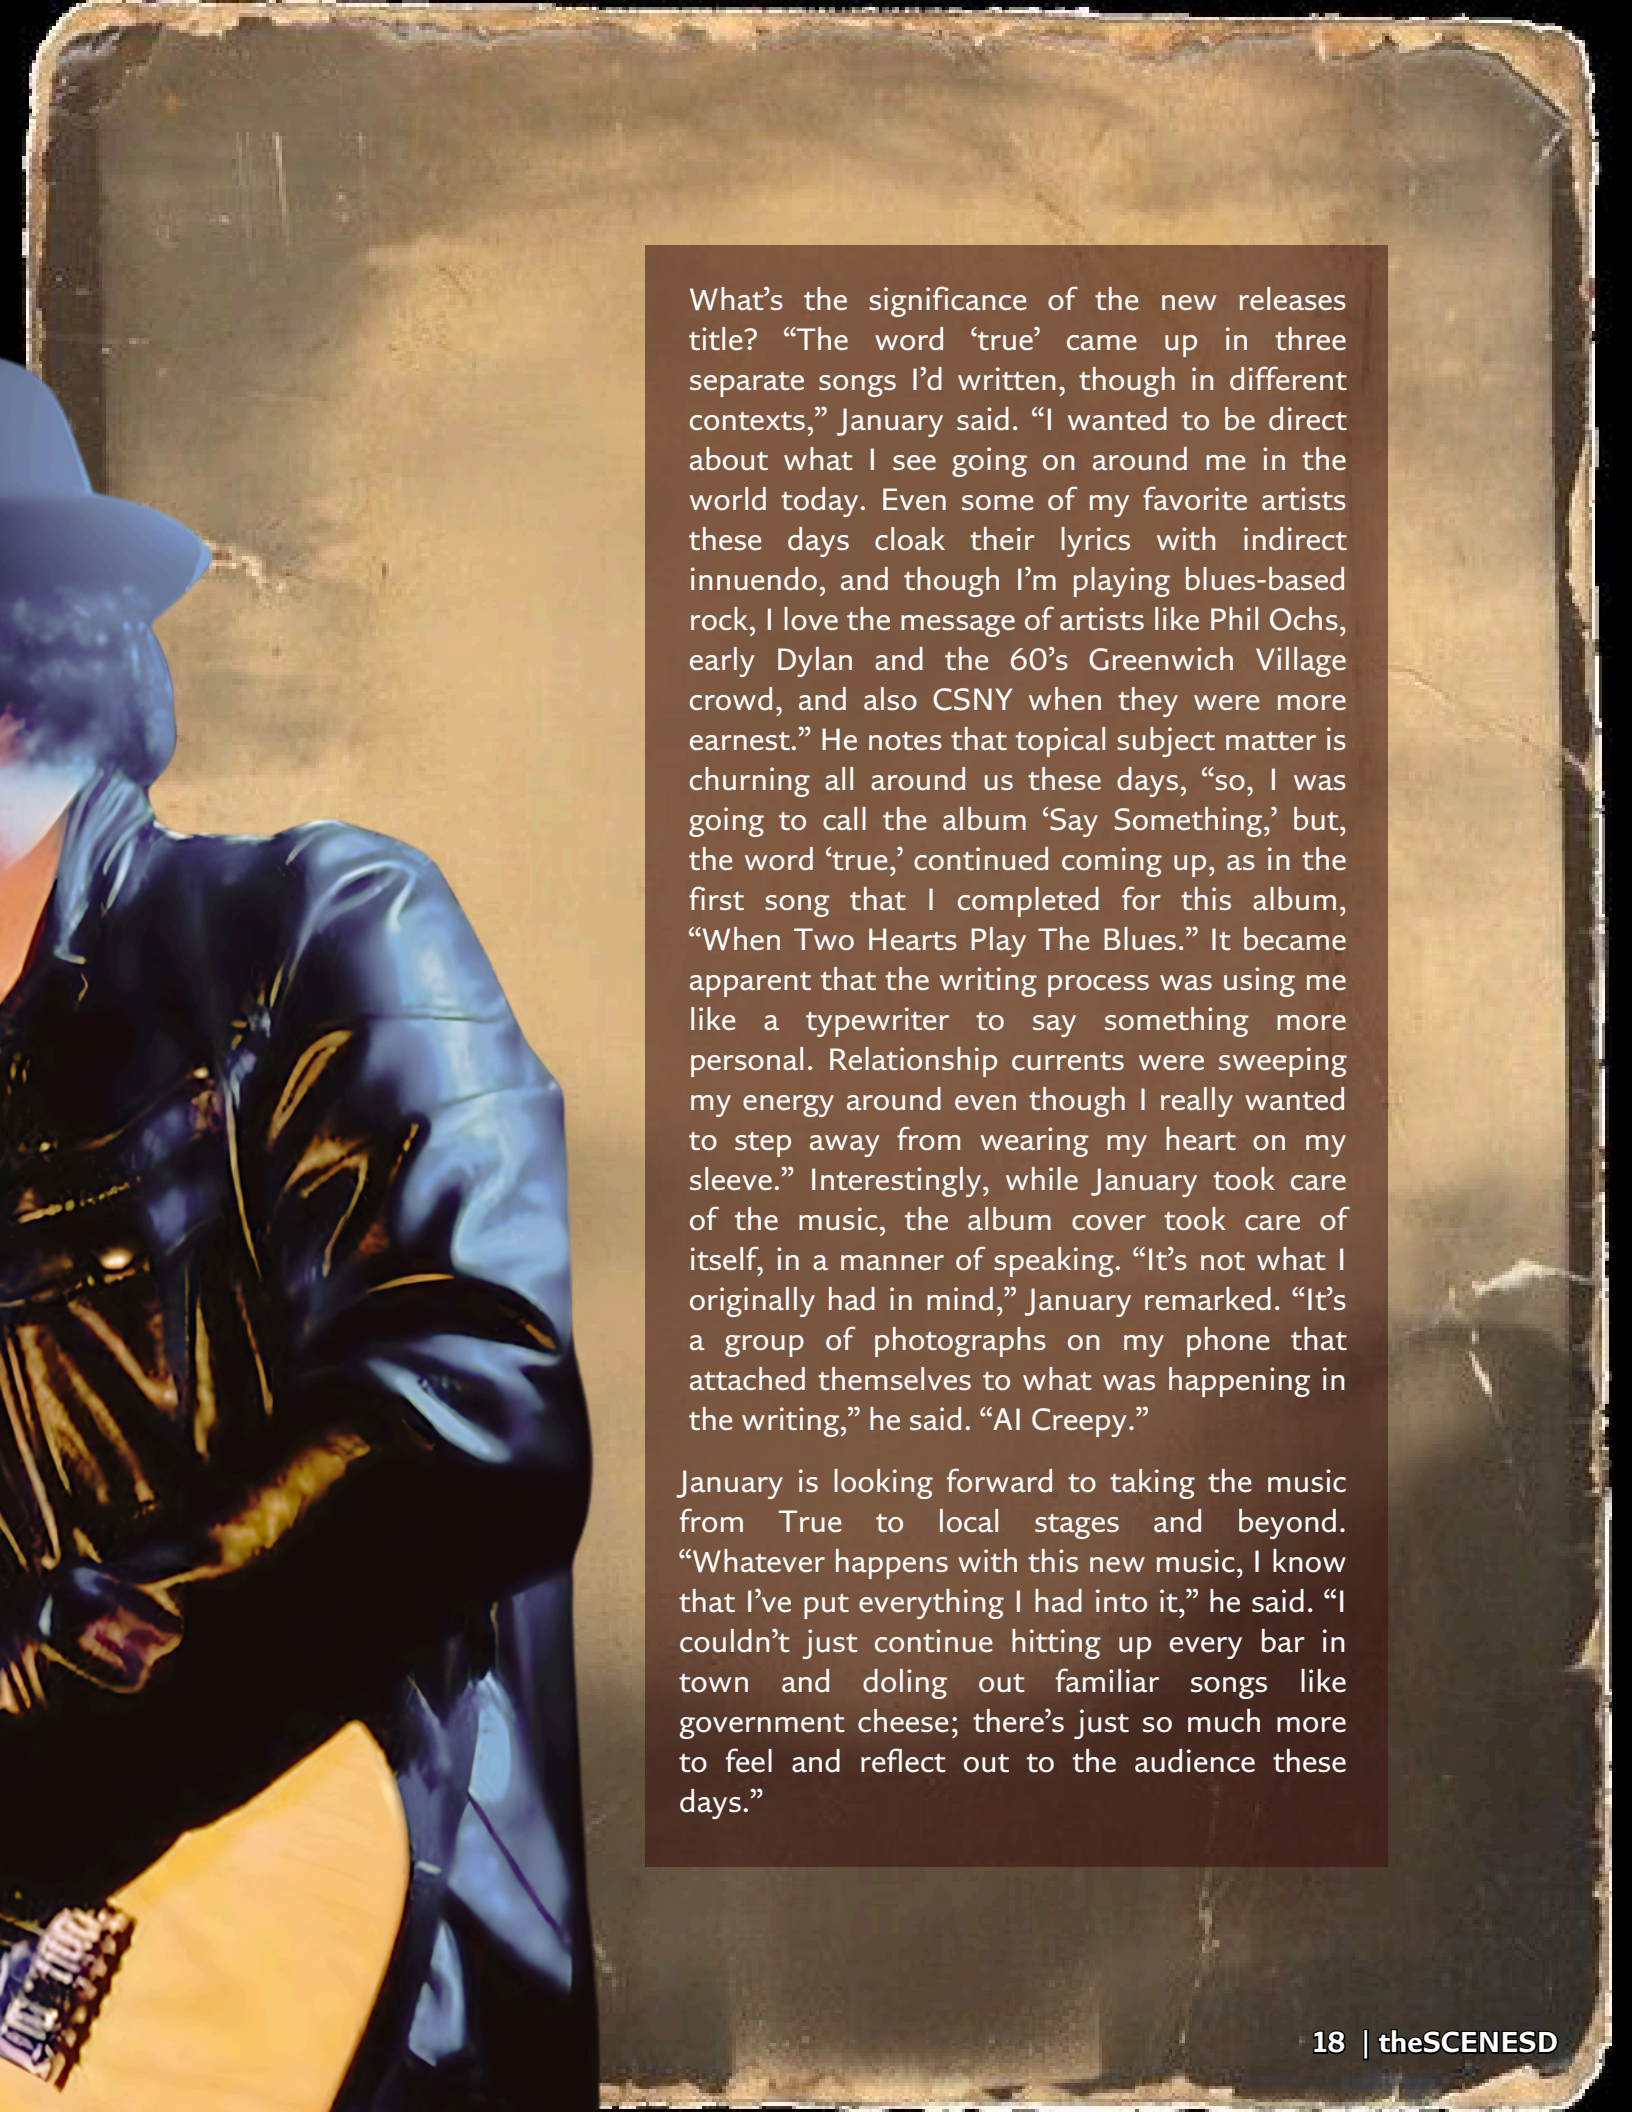 What’s the significance of the new releases
title? “The word ‘true’ came up in three
separate songs I’d written, though in different
contexts,” January said. “I wanted to be direct
about what I see going on around me in the
world today. Even some of my favorite artists
these days cloak their lyrics with indirect
innuendo, and though I’m playing blues-based
rock, I love the message of artists like Phil Ochs,
early Dylan and the 60’s Greenwich Village
crowd, and also CSNY when they were more
earnest.” He notes that topical subject matter is
churning all around us these days, “so, I was
going to call the album ‘Say Something,’ but,
the word ‘true,’ continued coming up, as in the
first song that I completed for this album,
“When Two Hearts Play The Blues.” It became
apparent that the writing process was using me
like a typewriter to say something more
personal. Relationship currents were sweeping
my energy around even though I really wanted
to step away from wearing my heart on my
sleeve.” Interestingly, while January took care
of the music, the album cover took care of
itself, in a manner of speaking. “It’s not what I
originally had in mind,” January remarked. “It’s
a group of photographs on my phone that
attached themselves to what was happening in
the writing,” he said. “AI Creepy.”
January is looking forward to taking the music
from True to local stages and beyond.
“Whatever happens with this new music, I know
that I’ve put everything I had into it,” he said. “I
couldn’t just continue hitting up every bar in
town and doling out familiar songs like
government cheese; there’s just so much more
to feel and reflect out to the audience these
days.”
18 | theSCENESD